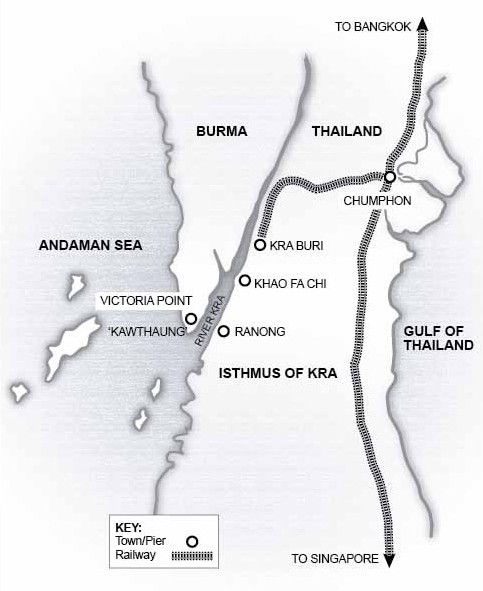 TO BANGKOK
BURMA
THAILAND
CHUMPHON
ANDAMAN SEA
KRA BURI
KHAO FA CHI
VICTORIA POINT
'KAWTHAUNG'
RIVER KRA
RANONG
GULF OF
THAILAND
ISTHMUS OF KRA
KEY:
Town/Pier
Railway
TO SINGAPORE